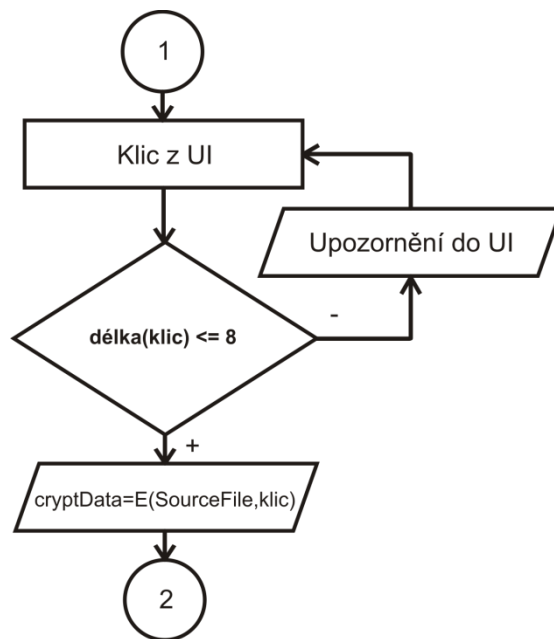 1
Klic z UI
Upozornění do UI
délka(klic) <= 8
-
+
cryptData=E(SourceFile,klic)
2